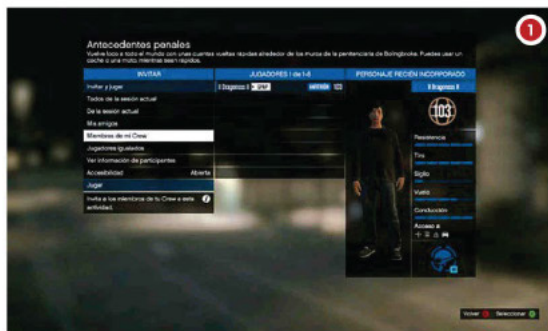 1
Antecedentes penales
Vuelve loco a todo el mundo con unas cuantas vueltas rápidas alrededor de los muros de la penitenciaría de Bolingbroke. Puedes usar un
coche o una moto, mientras sean rápidos.
INVITAR
JUGADORES 1 de 1-8
PERSONAJE RECIÉN INCORPORADO
Invitar y jugar
ANFITRIÓN 103
Todos de la sesión actual
De la sesión actual
Mis amigos
Miembros de mi Crew
Jugadores igualados
Ver información de participantes
Accesibilidad Abierta
Jugar
Invita a los miembros de tu Crew a esta
actividad.
103
Resistencia
Tiro
Sigilo
Vuelo
Conducción
Acceso a:
Volver Seleccionar